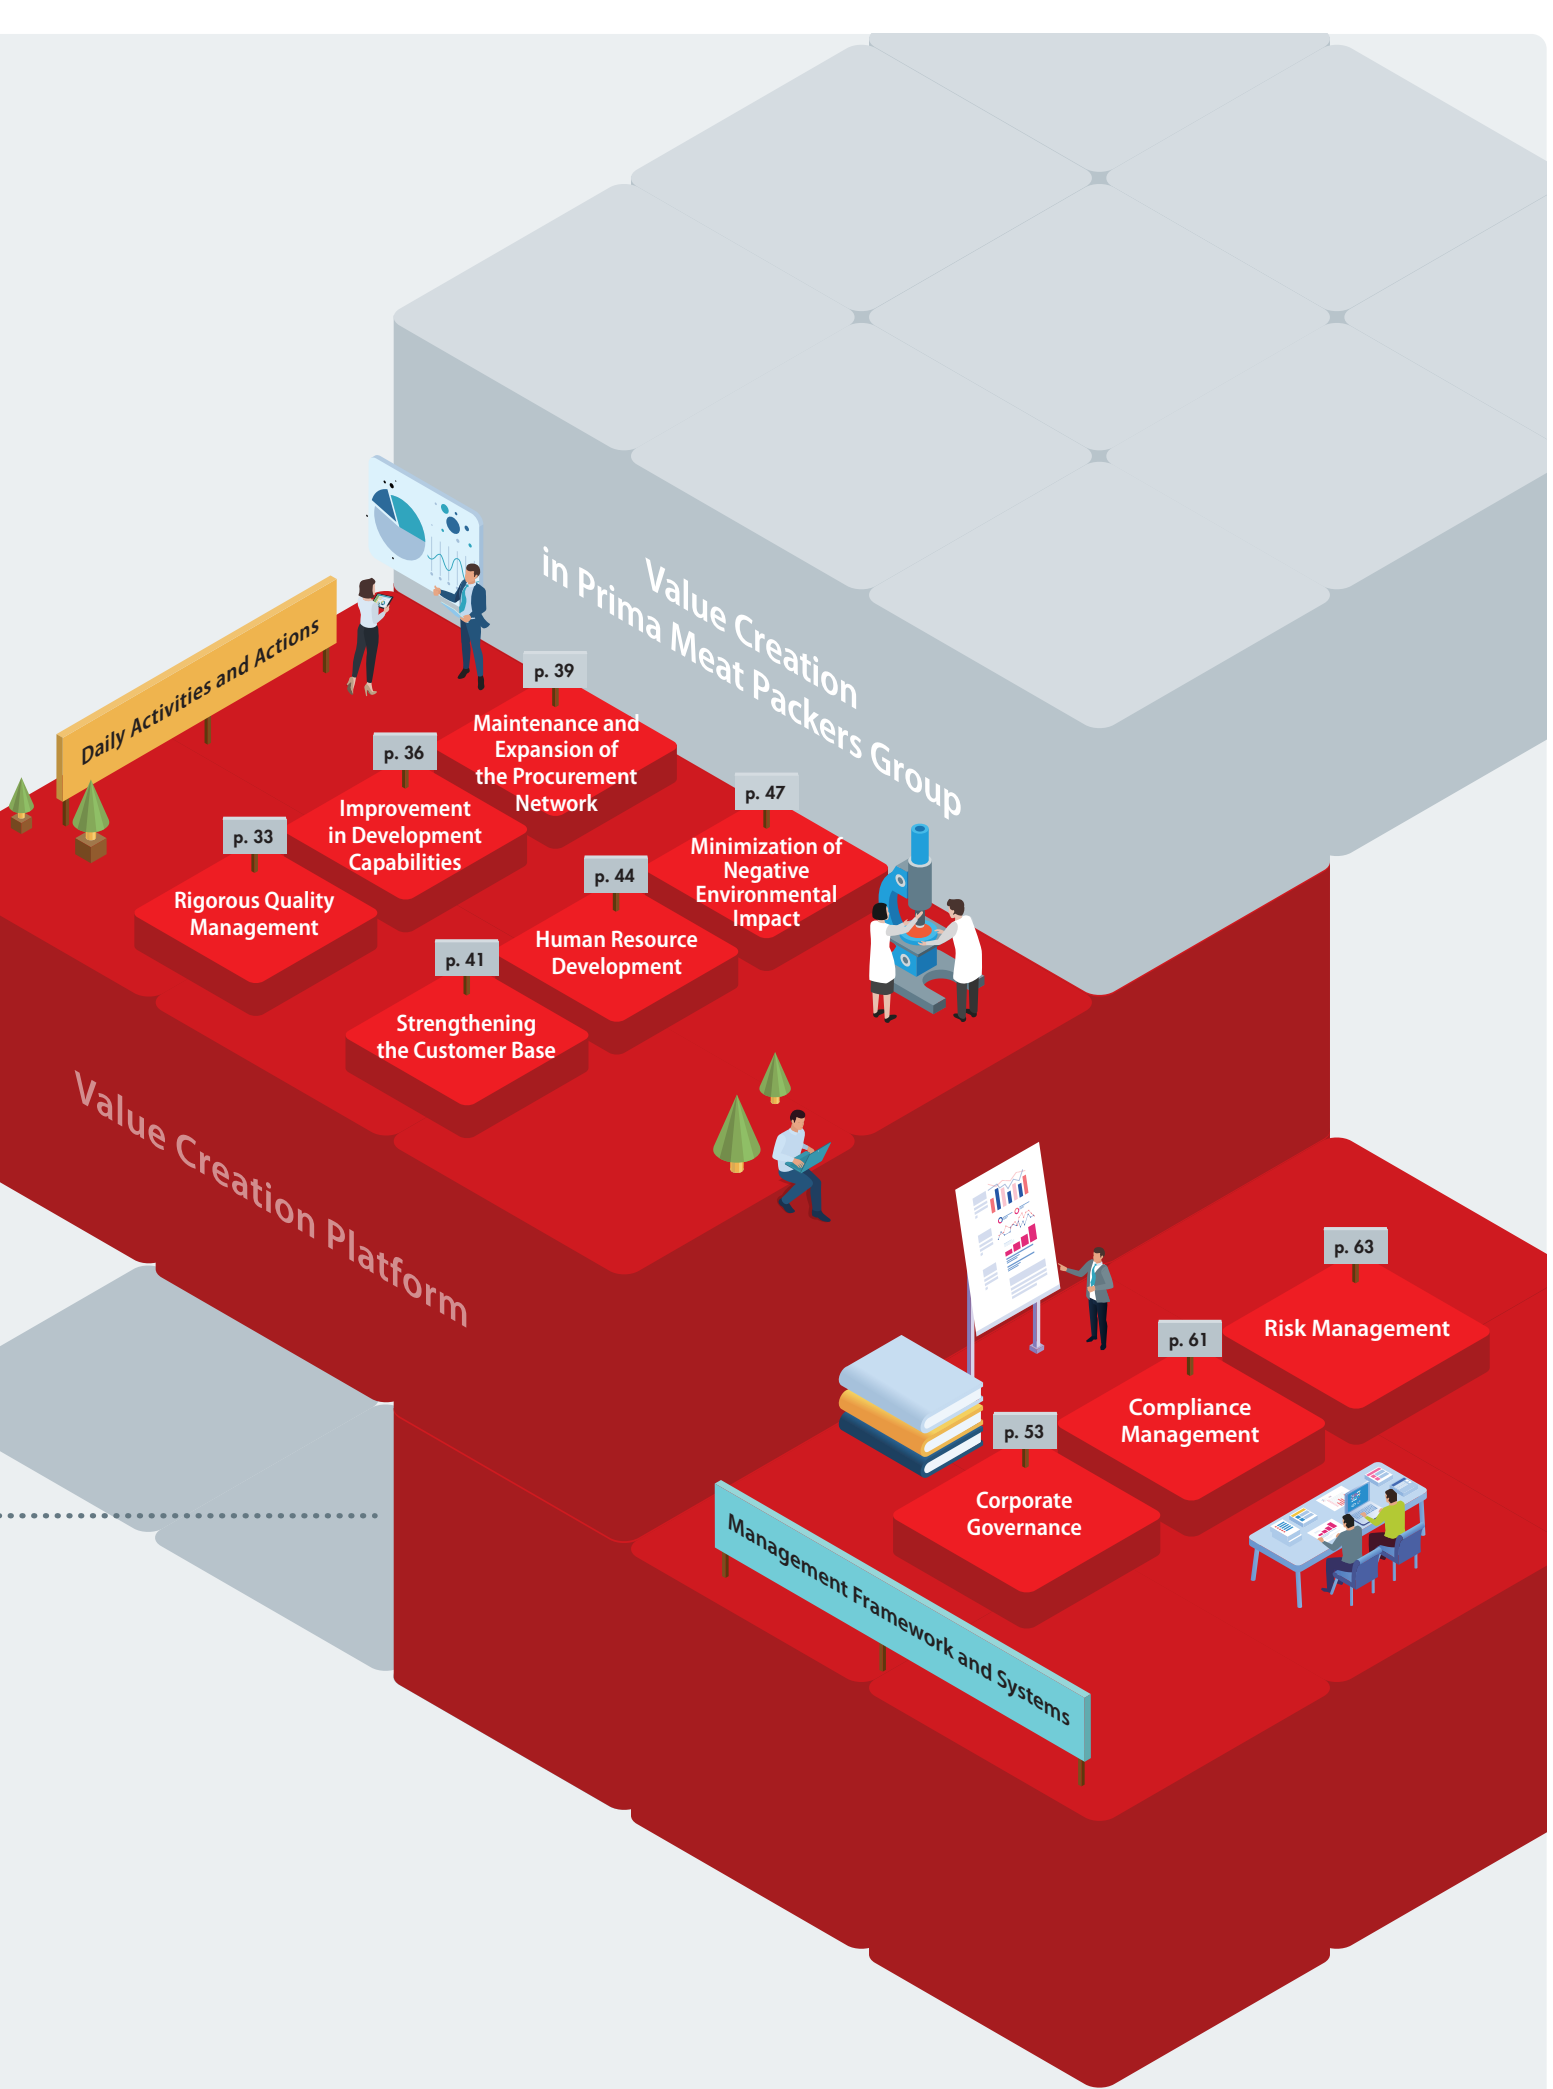 Value Creation
in Prima Meat Packers Group
Daily Activities and Actions
p. 39
Maintenance and
Expansion of
the Procurement
Network
p. 36
Improvement
in Development
Capabilities
p. 33
Rigorous Quality
Management
p. 47
Minimization of
Negative
Environmental
Impact
p. 44
Human Resource
Development
p. 41
Strengthening
the Customer Base
Value Creation Platform
p. 63
Risk Management
p. 61
Compliance
Management
p. 53
Corporate
Governance
Management Framework and Systems